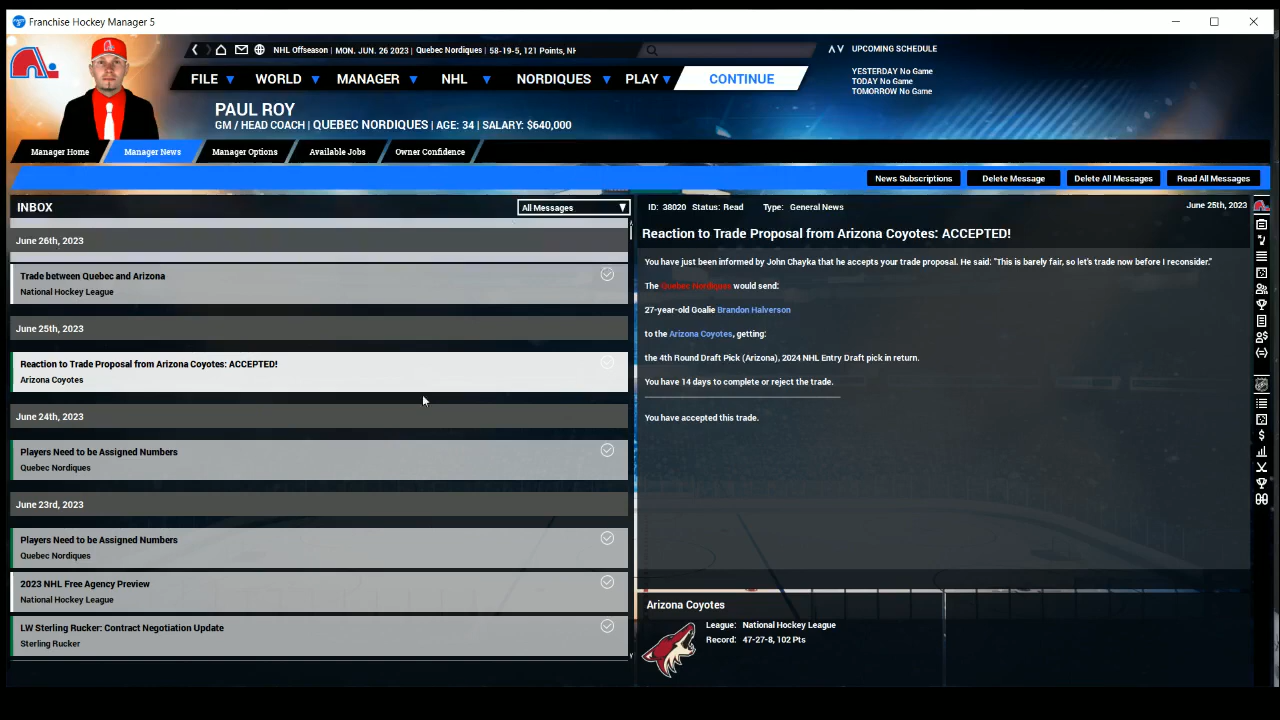 Franchise Hockey Manager 5
NHL Offseason | MON. JUN. 26 2023 | Quebec Nordiques | 58-19-5, 121 Points, NH
UPCOMING SCHEDULE
YESTERDAY No Game
TODAY No Game
TOMORROW No Game
FILE WORLD MANAGER NHL NORDIQUES PLAY CONTINUE
PAUL ROY
GM / HEAD COACH | QUEBEC NORDIQUES | AGE: 34 | SALARY: $640,000
Manager Home Manager News Manager Options Available Jobs Owner Confidence
News Subscriptions Delete Message Delete All Messages Read All Messages
INBOX All Messages
June 26th, 2023
Trade between Quebec and Arizona
National Hockey League
June 25th, 2023
Reaction to Trade Proposal from Arizona Coyotes: ACCEPTED!
Arizona Coyotes
June 24th, 2023
Players Need to be Assigned Numbers
Quebec Nordiques
June 23rd, 2023
Players Need to be Assigned Numbers
Quebec Nordiques
2023 NHL Free Agency Preview
National Hockey League
LW Sterling Rucker: Contract Negotiation Update
Sterling Rucker
ID: 38020 Status: Read Type: General News June 25th, 2023
Reaction to Trade Proposal from Arizona Coyotes: ACCEPTED!
You have just been informed by John Chayka that he accepts your trade proposal. He said: "This is barely fair, so let's trade now before I reconsider."
The Quebec Nordiques would send:
27-year-old Goalie Brandon Halverson
to the Arizona Coyotes, getting:
the 4th Round Draft Pick (Arizona), 2024 NHL Entry Draft pick in return.
You have 14 days to complete or reject the trade.
You have accepted this trade.
Arizona Coyotes
League: National Hockey League
Record: 47-27-8, 102 Pts